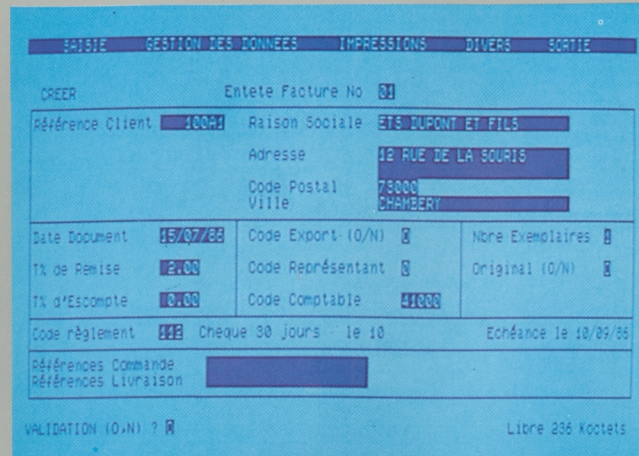 SAISIE GESTION DES DONNEES IMPRESSIONS DIVERS SORTIE
CREER Entete Facture No 01
Référence Client 100A1 Raison Sociale ETS DUPONT ET FILS
Adresse 12 RUE DE LA SOURIS
Code Postal 73000
Ville CHAMBERY
Date Document 15/07/86 Code Export (O/N) Nbre Exemplaires
T% de Remise 2.00 Code Représentant Original (O/N)
T% d'Escompte 0.00 Code Comptable 41000
Code règlement 112 Cheque 30 jours le 10 Echéance le 10/09/86
Références Commande
Références Livraison
VALIDATION (O,N) ? Libre 236 Koctets